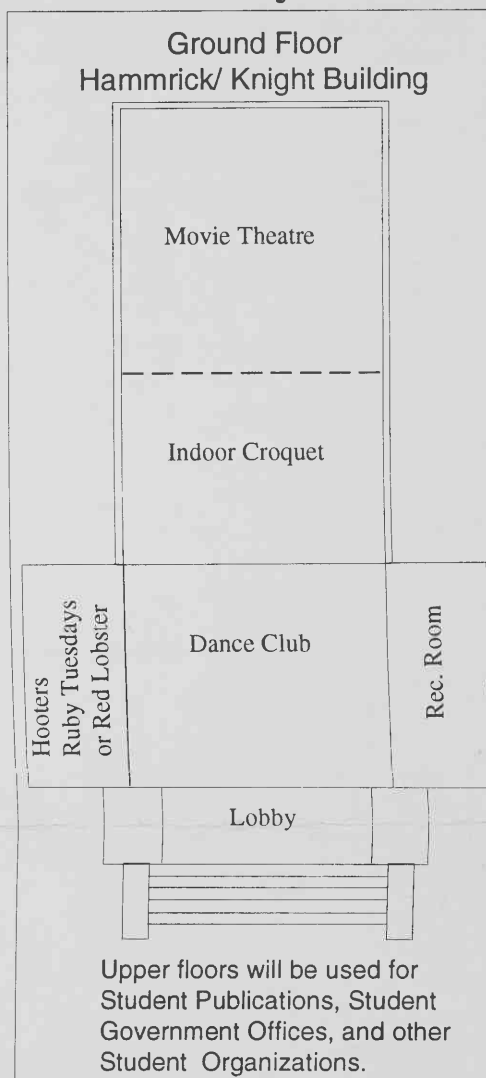 Ground Floor
Hammrick/ Knight Building
Movie Theatre
Indoor Croquet
Hooters
Ruby Tuesdays
or Red Lobster
Dance Club
Rec. Room
Lobby
Upper floors will be used for
Student Publications, Student
Government Offices, and other
Student Organizations.